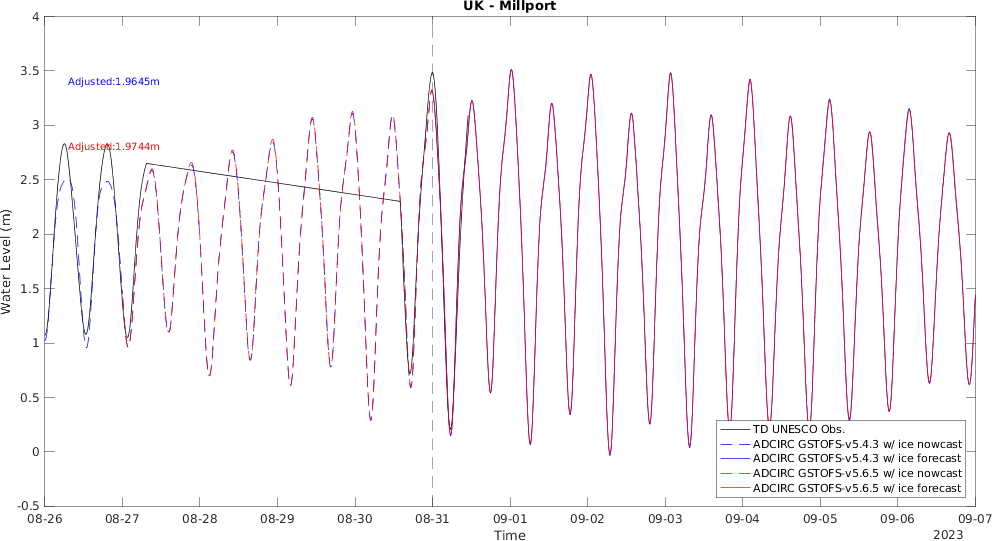 UK - Millport
4
3.5
3
2.5
2
1.5
1
0.5
0
-0.5
Water Level (m)
Adjusted:1.9645m
Adjusted:1.9744m
TD UNESCO Obs.
ADCIRC GSTOFS-v5.4.3 w/ ice nowcast
ADCIRC GSTOFS-v5.4.3 w/ ice forecast
ADCIRC GSTOFS-v5.6.5 w/ ice nowcast
ADCIRC GSTOFS-v5.6.5 w/ ice forecast
08-26 08-27 08-28 08-29 08-30 08-31 09-01 09-02 09-03 09-04 09-05 09-06 09-07
Time
2023